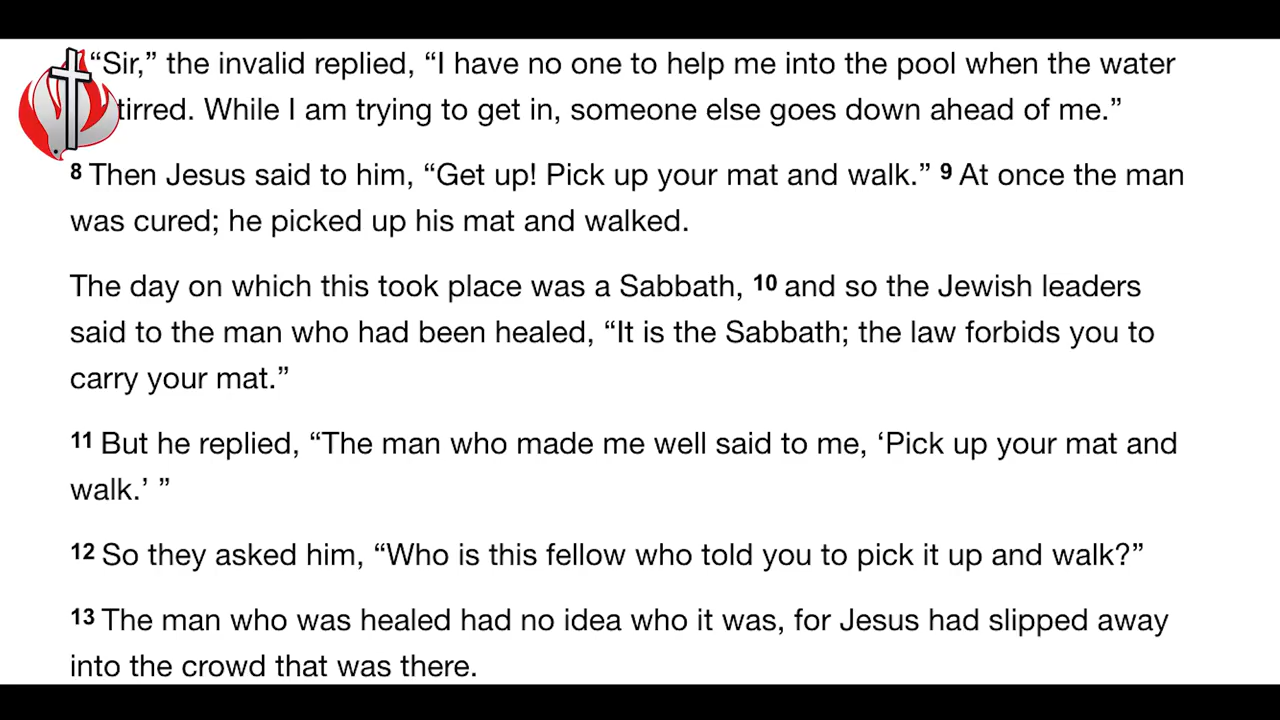 “Sir,” the invalid replied, “I have no one to help me into the pool when the water
tirred. While I am trying to get in, someone else goes down ahead of me.”
8 Then Jesus said to him, “Get up! Pick up your mat and walk.” 9 At once the man
was cured; he picked up his mat and walked.
The day on which this took place was a Sabbath, 10 and so the Jewish leaders
said to the man who had been healed, “It is the Sabbath; the law forbids you to
carry your mat.”
11 But he replied, “The man who made me well said to me, ‘Pick up your mat and
walk.’ ”
12 So they asked him, “Who is this fellow who told you to pick it up and walk?”
13 The man who was healed had no idea who it was, for Jesus had slipped away
into the crowd that was there.